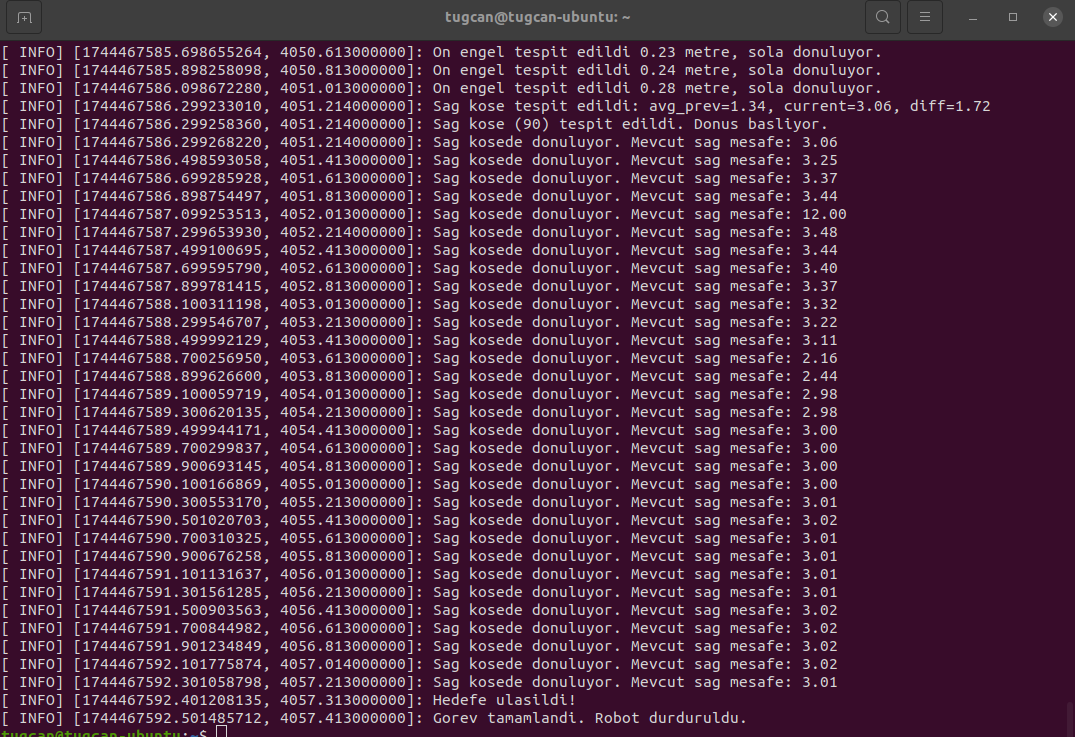 tugcan@tugcan-ubuntu: ~
[ INFO] [1744467585.698655264, 4050.613000000]: On engel tespit edildi 0.23 metre, sola donuluyor.
[ INFO] [1744467585.898258098, 4050.813000000]: On engel tespit edildi 0.24 metre, sola donuluyor.
[ INFO] [1744467586.098672280, 4051.013000000]: On engel tespit edildi 0.28 metre, sola donuluyor.
[ INFO] [1744467586.299233010, 4051.214000000]: Sag kose tespit edildi: avg_prev=1.34, current=3.06, diff=1.72
[ INFO] [1744467586.299258360, 4051.214000000]: Sag kose (90) tespit edildi. Donus basliyor.
[ INFO] [1744467586.299268220, 4051.214000000]: Sag kosede donuluyor. Mevcut sag mesafe: 3.06
[ INFO] [1744467586.498593058, 4051.413000000]: Sag kosede donuluyor. Mevcut sag mesafe: 3.25
[ INFO] [1744467586.699285928, 4051.613000000]: Sag kosede donuluyor. Mevcut sag mesafe: 3.37
[ INFO] [1744467586.898754497, 4051.813000000]: Sag kosede donuluyor. Mevcut sag mesafe: 3.44
[ INFO] [1744467587.099253513, 4052.013000000]: Sag kosede donuluyor. Mevcut sag mesafe: 12.00
[ INFO] [1744467587.299653930, 4052.214000000]: Sag kosede donuluyor. Mevcut sag mesafe: 3.48
[ INFO] [1744467587.499100695, 4052.413000000]: Sag kosede donuluyor. Mevcut sag mesafe: 3.44
[ INFO] [1744467587.699595790, 4052.613000000]: Sag kosede donuluyor. Mevcut sag mesafe: 3.40
[ INFO] [1744467587.899781415, 4052.813000000]: Sag kosede donuluyor. Mevcut sag mesafe: 3.37
[ INFO] [1744467588.100311198, 4053.013000000]: Sag kosede donuluyor. Mevcut sag mesafe: 3.32
[ INFO] [1744467588.299546707, 4053.213000000]: Sag kosede donuluyor. Mevcut sag mesafe: 3.22
[ INFO] [1744467588.499992129, 4053.413000000]: Sag kosede donuluyor. Mevcut sag mesafe: 3.11
[ INFO] [1744467588.700256950, 4053.613000000]: Sag kosede donuluyor. Mevcut sag mesafe: 2.16
[ INFO] [1744467588.899626600, 4053.813000000]: Sag kosede donuluyor. Mevcut sag mesafe: 2.44
[ INFO] [1744467589.100059719, 4054.013000000]: Sag kosede donuluyor. Mevcut sag mesafe: 2.98
[ INFO] [1744467589.300620135, 4054.213000000]: Sag kosede donuluyor. Mevcut sag mesafe: 2.98
[ INFO] [1744467589.499944171, 4054.413000000]: Sag kosede donuluyor. Mevcut sag mesafe: 3.00
[ INFO] [1744467589.700299837, 4054.613000000]: Sag kosede donuluyor. Mevcut sag mesafe: 3.00
[ INFO] [1744467589.900693145, 4054.813000000]: Sag kosede donuluyor. Mevcut sag mesafe: 3.00
[ INFO] [1744467590.100166869, 4055.013000000]: Sag kosede donuluyor. Mevcut sag mesafe: 3.00
[ INFO] [1744467590.300553170, 4055.213000000]: Sag kosede donuluyor. Mevcut sag mesafe: 3.01
[ INFO] [1744467590.501020703, 4055.413000000]: Sag kosede donuluyor. Mevcut sag mesafe: 3.02
[ INFO] [1744467590.700310325, 4055.613000000]: Sag kosede donuluyor. Mevcut sag mesafe: 3.01
[ INFO] [1744467590.900676258, 4055.813000000]: Sag kosede donuluyor. Mevcut sag mesafe: 3.01
[ INFO] [1744467591.101131637, 4056.013000000]: Sag kosede donuluyor. Mevcut sag mesafe: 3.01
[ INFO] [1744467591.301561285, 4056.213000000]: Sag kosede donuluyor. Mevcut sag mesafe: 3.01
[ INFO] [1744467591.500903563, 4056.413000000]: Sag kosede donuluyor. Mevcut sag mesafe: 3.02
[ INFO] [1744467591.700844982, 4056.613000000]: Sag kosede donuluyor. Mevcut sag mesafe: 3.02
[ INFO] [1744467591.901234849, 4056.813000000]: Sag kosede donuluyor. Mevcut sag mesafe: 3.02
[ INFO] [1744467592.101775874, 4057.014000000]: Sag kosede donuluyor. Mevcut sag mesafe: 3.02
[ INFO] [1744467592.301058798, 4057.213000000]: Sag kosede donuluyor. Mevcut sag mesafe: 3.01
[ INFO] [1744467592.401208135, 4057.313000000]: Hedefe ulasildi!
[ INFO] [1744467592.501485712, 4057.413000000]: Gorev tamamlandi. Robot durduruldu.
tugcan@tugcan-ubuntu:~$